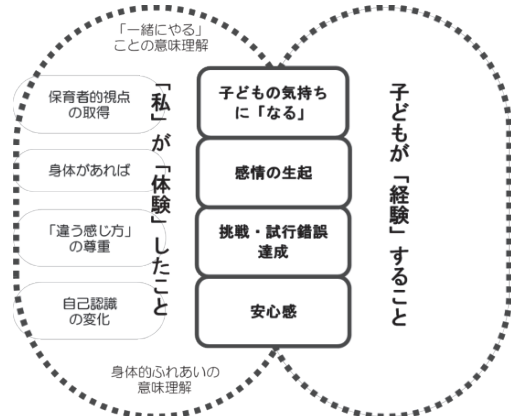 「一緒にやる」
ことの意味理解
保育者的視点
の取得
身体があれば
「違う感じ方」
の尊重
自己認識
の変化
身体的ふれあいの
意味理解
「私」が「体験」したこと
子どもの気持ち
に「なる」
感情の生起
挑戦・試行錯誤
達成
安心感
子どもが「経験」すること